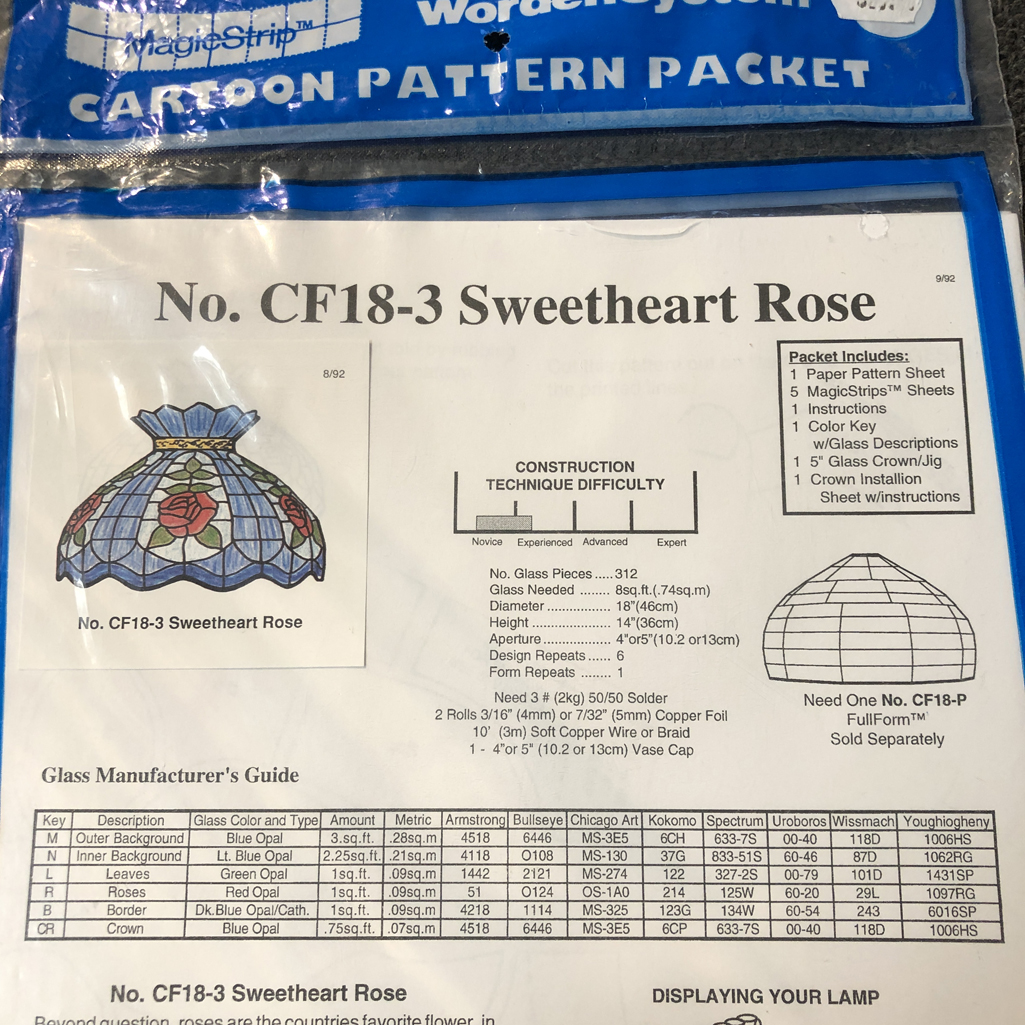 MagicStrip™
WordenSystem
CARTOON PATTERN PACKET
9/92
No. CF18-3 Sweetheart Rose
8/92
No. CF18-3 Sweetheart Rose
Packet Includes:
1 Paper Pattern Sheet
5 MagicStrips™ Sheets
1 Instructions
1 Color Key
w/Glass Descriptions
1 5" Glass Crown/Jig
1 Crown Installion
Sheet w/instructions
CONSTRUCTION
TECHNIQUE DIFFICULTY
Novice Experienced Advanced Expert
No. Glass Pieces .....312
Glass Needed ........ 8sq.ft.(.74sq.m)
Diameter ................ 18"(46cm)
Height .................... 14"(36cm)
Aperture ................. 4"or5"(10.2 or13cm)
Design Repeats ...... 6
Form Repeats ........ 1
Need 3 # (2kg) 50/50 Solder
2 Rolls 3/16" (4mm) or 7/32" (5mm) Copper Foil
10' (3m) Soft Copper Wire or Braid
1 - 4"or 5" (10.2 or 13cm) Vase Cap
Need One No. CF18-P
FullForm™
Sold Separately
Glass Manufacturer's Guide
Key Description Glass Color and Type Amount Metric Armstrong Bullseye Chicago Art Kokomo Spectrum Uroboros Wissmach Youghiogheny
M Outer Background Blue Opal 3.sq.ft. .28sq.m 4518 6446 MS-3E5 6CH 633-7S 00-40 118D 1006HS
N Inner Background Lt. Blue Opal 2.25sq.ft. .21sq.m 4118 O108 MS-130 37G 833-51S 60-46 87D 1062RG
L Leaves Green Opal 1sq.ft. .09sq.m 1442 2121 MS-274 122 327-2S 00-79 101D 1431SP
R Roses Red Opal 1sq.ft. .09sq.m 51 O124 OS-1A0 214 125W 60-20 29L 1097RG
B Border Dk.Blue Opal/Cath. 1sq.ft. .09sq.m 4218 1114 MS-325 123G 134W 60-54 243 6016SP
CR Crown Blue Opal .75sq.ft. .07sq.m 4518 6446 MS-3E5 6CP 633-7S 00-40 118D 1006HS
No. CF18-3 Sweetheart Rose
Beyond question, roses are the countries favorite flower, in
DISPLAYING YOUR LAMP